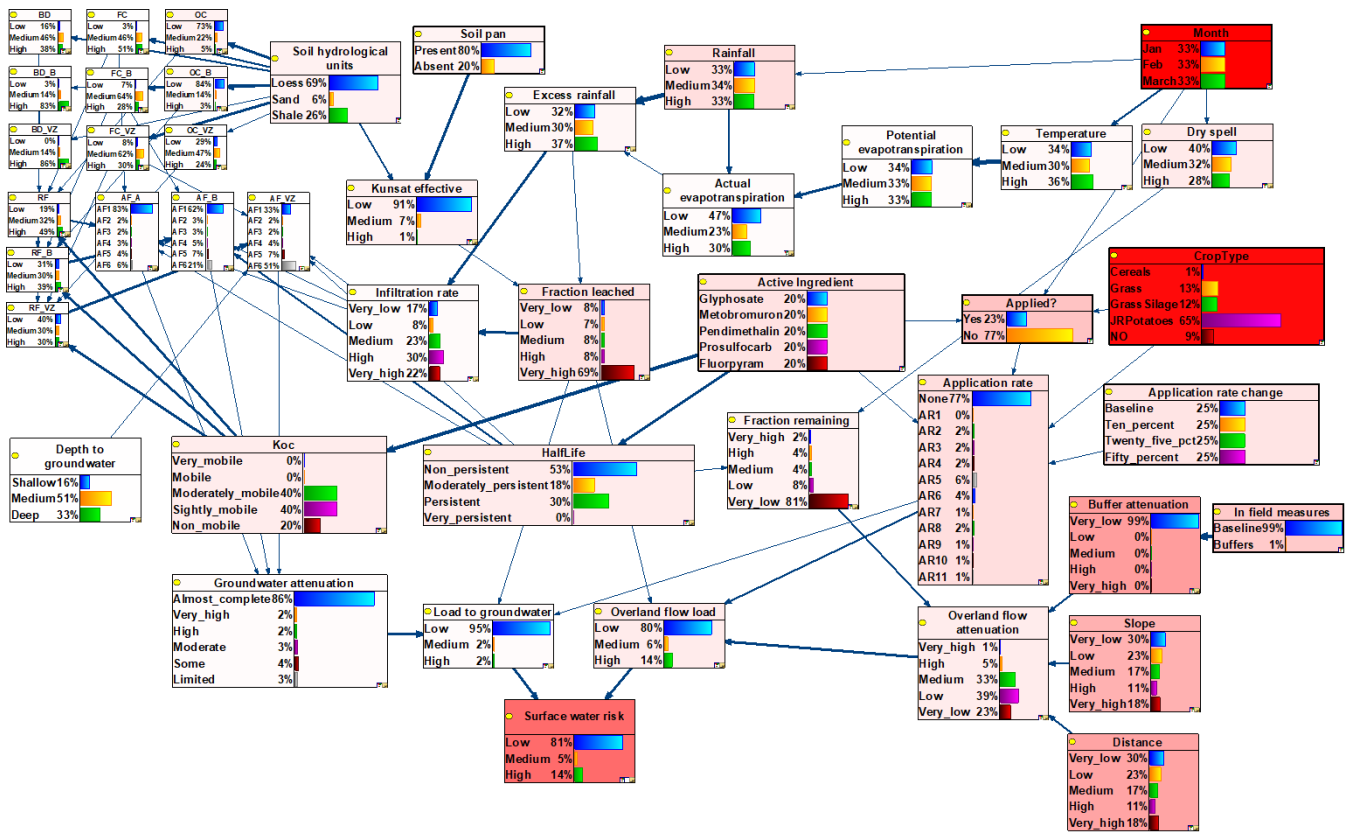 BD
Low 16%
Medium 46%
High 38%
FC
Low 3%
Medium 46%
High 51%
OC
Low 73%
Medium 22%
High 5%
BD_B
Low 3%
Medium 14%
High 83%
FC_B
Low 7%
Medium 64%
High 28%
OC_B
Low 84%
Medium 14%
High 3%
BD_VZ
Low 0%
Medium 14%
High 86%
FC_VZ
Low 8%
Medium 62%
High 30%
OC_VZ
Low 29%
Medium 47%
High 24%
RF
Low 19%
Medium 32%
High 49%
AF_A
AF1 83%
AF2 2%
AF3 2%
AF4 3%
AF5 4%
AF6 6%
AF_B
AF1 62%
AF2 3%
AF3 3%
AF4 5%
AF5 7%
AF6 21%
AF_VZ
AF1 33%
AF2 2%
AF3 2%
AF4 4%
AF5 7%
AF6 51%
RF_B
Low 31%
Medium 30%
High 39%
RF_VZ
Low 40%
Medium 30%
High 30%
Soil hydrological
units
Loess 69%
Sand 6%
Shale 26%
Soil pan
Present 80%
Absent 20%
Rainfall
Low 33%
Medium 34%
High 33%
Month
Jan 33%
Feb 33%
March 33%
Excess rainfall
Low 32%
Medium 30%
High 37%
Potential
evapotranspiration
Low 34%
Medium 33%
High 33%
Temperature
Low 34%
Medium 30%
High 36%
Dry spell
Low 40%
Medium 32%
High 28%
Kunsat effective
Low 91%
Medium 7%
High 1%
Actual
evapotranspiration
Low 47%
Medium 23%
High 30%
Infiltration rate
Very_low 17%
Low 8%
Medium 23%
High 30%
Very_high 22%
Fraction leached
Very_low 8%
Low 7%
Medium 8%
High 8%
Very_high 69%
Active Ingredient
Glyphosate 20%
Metobromuron 20%
Pendimethalin 20%
Prosulfocarb 20%
Fluorpyram 20%
Applied?
Yes 23%
No 77%
CropType
Cereals 1%
Grass 13%
Grass Silage 12%
JRPotatoes 65%
NO 9%
Application rate
None 77%
AR1 0%
AR2 2%
AR3 2%
AR4 2%
AR5 6%
AR6 4%
AR7 1%
AR8 2%
AR9 1%
AR10 1%
AR11 1%
Application rate change
Baseline 25%
Ten_percent 25%
Twenty_five_pct 25%
Fifty_percent 25%
Depth to
groundwater
Shallow 16%
Medium 51%
Deep 33%
Koc
Very_mobile 0%
Mobile 0%
Moderately_mobile 40%
Sightly_mobile 40%
Non_mobile 20%
HalfLife
Non_persistent 53%
Moderately_persistent 18%
Persistent 30%
Very_persistent 0%
Fraction remaining
Very_high 2%
High 4%
Medium 4%
Low 8%
Very_low 81%
Buffer attenuation
Very_low 99%
Low 0%
Medium 0%
High 0%
Very_high 0%
In field measures
Baseline 99%
Buffers 1%
Groundwater attenuation
Almost_complete 86%
Very_high 2%
High 2%
Moderate 3%
Some 4%
Limited 3%
Load to groundwater
Low 95%
Medium 2%
High 2%
Overland flow load
Low 80%
Medium 6%
High 14%
Overland flow
attenuation
Very_high 1%
High 5%
Medium 33%
Low 39%
Very_low 23%
Slope
Very_low 30%
Low 23%
Medium 17%
High 11%
Very_high 18%
Surface water risk
Low 81%
Medium 5%
High 14%
Distance
Very_low 30%
Low 23%
Medium 17%
High 11%
Very_high 18%